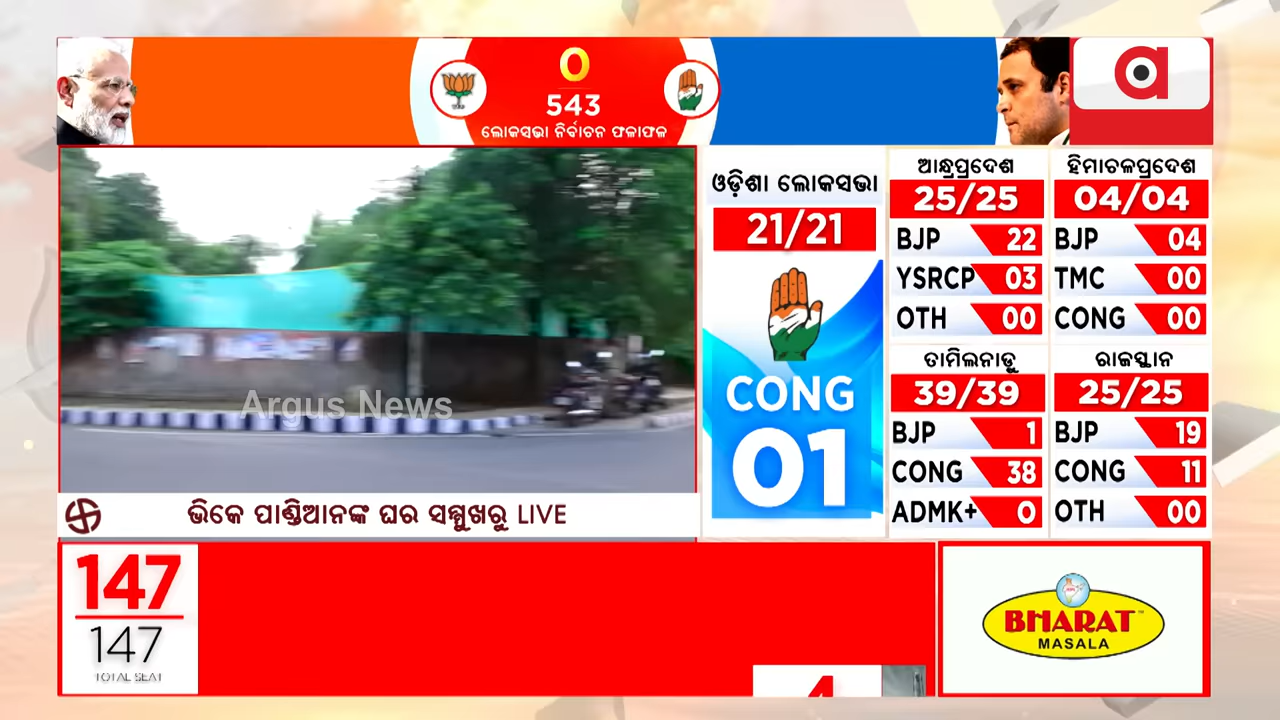 0
543
ଲୋକସଭା ନିର୍ବାଚନ ଫଳାଫଳ
a
Argus News
ଭିକେ ପାଣ୍ଡିଆନଙ୍କ ଘର ସମ୍ମୁଖରୁ LIVE
ଓଡ଼ିଶା ଲୋକସଭା
21/21
CONG
01
ଆନ୍ଧ୍ରପ୍ରଦେଶ
25/25
BJP 22
YSRCP 03
OTH 00
ହିମାଚଳପ୍ରଦେଶ
04/04
BJP 04
TMC 00
CONG 00
ତାମିଲନାଡୁ
39/39
BJP 1
CONG 38
ADMK+ 0
ରାଜସ୍ଥାନ
25/25
BJP 19
CONG 11
OTH 00
147
147
TOTAL SEAT
4
BHARAT
MASALA